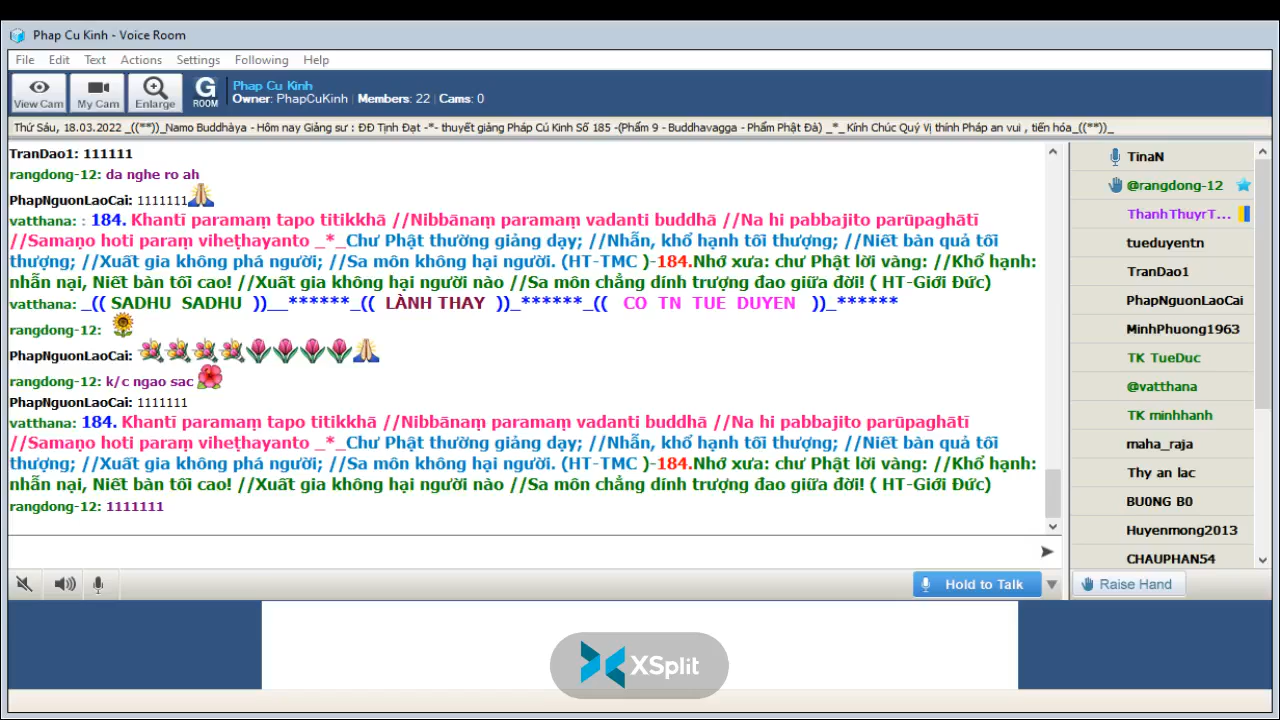 Phap Cu Kinh - Voice Room
File Edit Text Actions Settings Following Help
View Cam My Cam Enlarge G ROOM
Phap Cu Kinh
Owner: PhapCuKinh | Members: 22 | Cams: 0
Thứ Sáu, 18.03.2022 _((**))_Namo Buddhàya - Hôm nay Giảng sư : ĐĐ Tịnh Đạt -*- thuyết giảng Pháp Cú Kinh Số 185 -(Phẩm 9 - Buddhavagga - Phẩm Phật Đà) _*_ Kính Chúc Quý Vị thính Pháp an vui , tiến hóa_((**))_
TranDao1: 111111
rangdong-12: da nghe ro ah
PhapNguonLaoCai: 1111111
vatthana: : 184. Khantī paramaṃ tapo titikkhā //Nibbānaṃ paramaṃ vadanti buddhā //Na hi pabbajito parūpaghātī
//Samaṇo hoti paraṃ viheṭhayanto _*_Chư Phật thường giảng dạy; //Nhẫn, khổ hạnh tối thượng; //Niết bàn quả tối
thượng; //Xuất gia không phá người; //Sa môn không hại người. (HT-TMC )-184.Nhớ xưa: chư Phật lời vàng: //Khổ hạnh:
nhẫn nại, Niết bàn tối cao! //Xuất gia không hại người nào //Sa môn chẳng dính trượng đao giữa đời! ( HT-Giới Đức)
vatthana: _(( SADHU SADHU ))__******_(( LÀNH THAY ))_******_(( CO TN TUE DUYEN ))_******
rangdong-12:
PhapNguonLaoCai:
rangdong-12: k/c ngao sac
PhapNguonLaoCai: 1111111
vatthana: 184. Khantī paramaṃ tapo titikkhā //Nibbānaṃ paramaṃ vadanti buddhā //Na hi pabbajito parūpaghātī
//Samaṇo hoti paraṃ viheṭhayanto _*_Chư Phật thường giảng dạy; //Nhẫn, khổ hạnh tối thượng; //Niết bàn quả tối
thượng; //Xuất gia không phá người; //Sa môn không hại người. (HT-TMC )-184.Nhớ xưa: chư Phật lời vàng: //Khổ hạnh:
nhẫn nại, Niết bàn tối cao! //Xuất gia không hại người nào //Sa môn chẳng dính trượng đao giữa đời! ( HT-Giới Đức)
rangdong-12: 1111111
Hold to Talk
TinaN
@rangdong-12
ThanhThuyrT...
tueduyentn
TranDao1
PhapNguonLaoCai
MinhPhuong1963
TK TueDuc
@vatthana
TK minhhanh
maha_raja
Thy an lac
BU0NG B0
Huyenmong2013
CHAUPHAN54
Raise Hand
XSplit